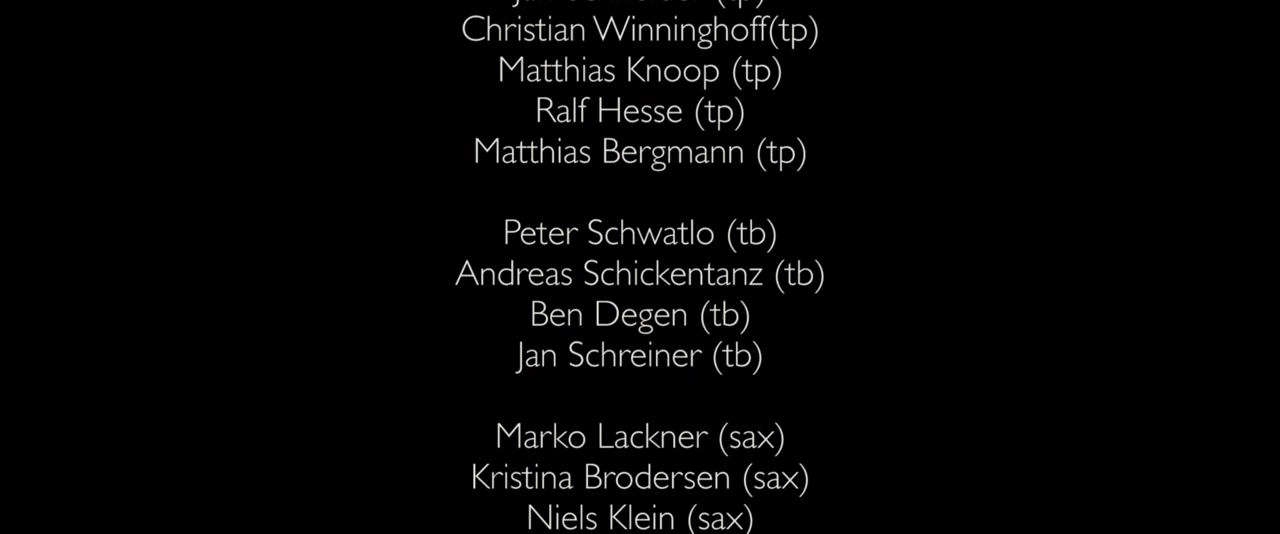 (tp)
Christian Winninghoff(tp)
Matthias Knoop (tp)
Ralf Hesse (tp)
Matthias Bergmann (tp)
Peter Schwatlo (tb)
Andreas Schickentanz (tb)
Ben Degen (tb)
Jan Schreiner (tb)
Marko Lackner (sax)
Kristina Brodersen (sax)
Niels Klein (sax)